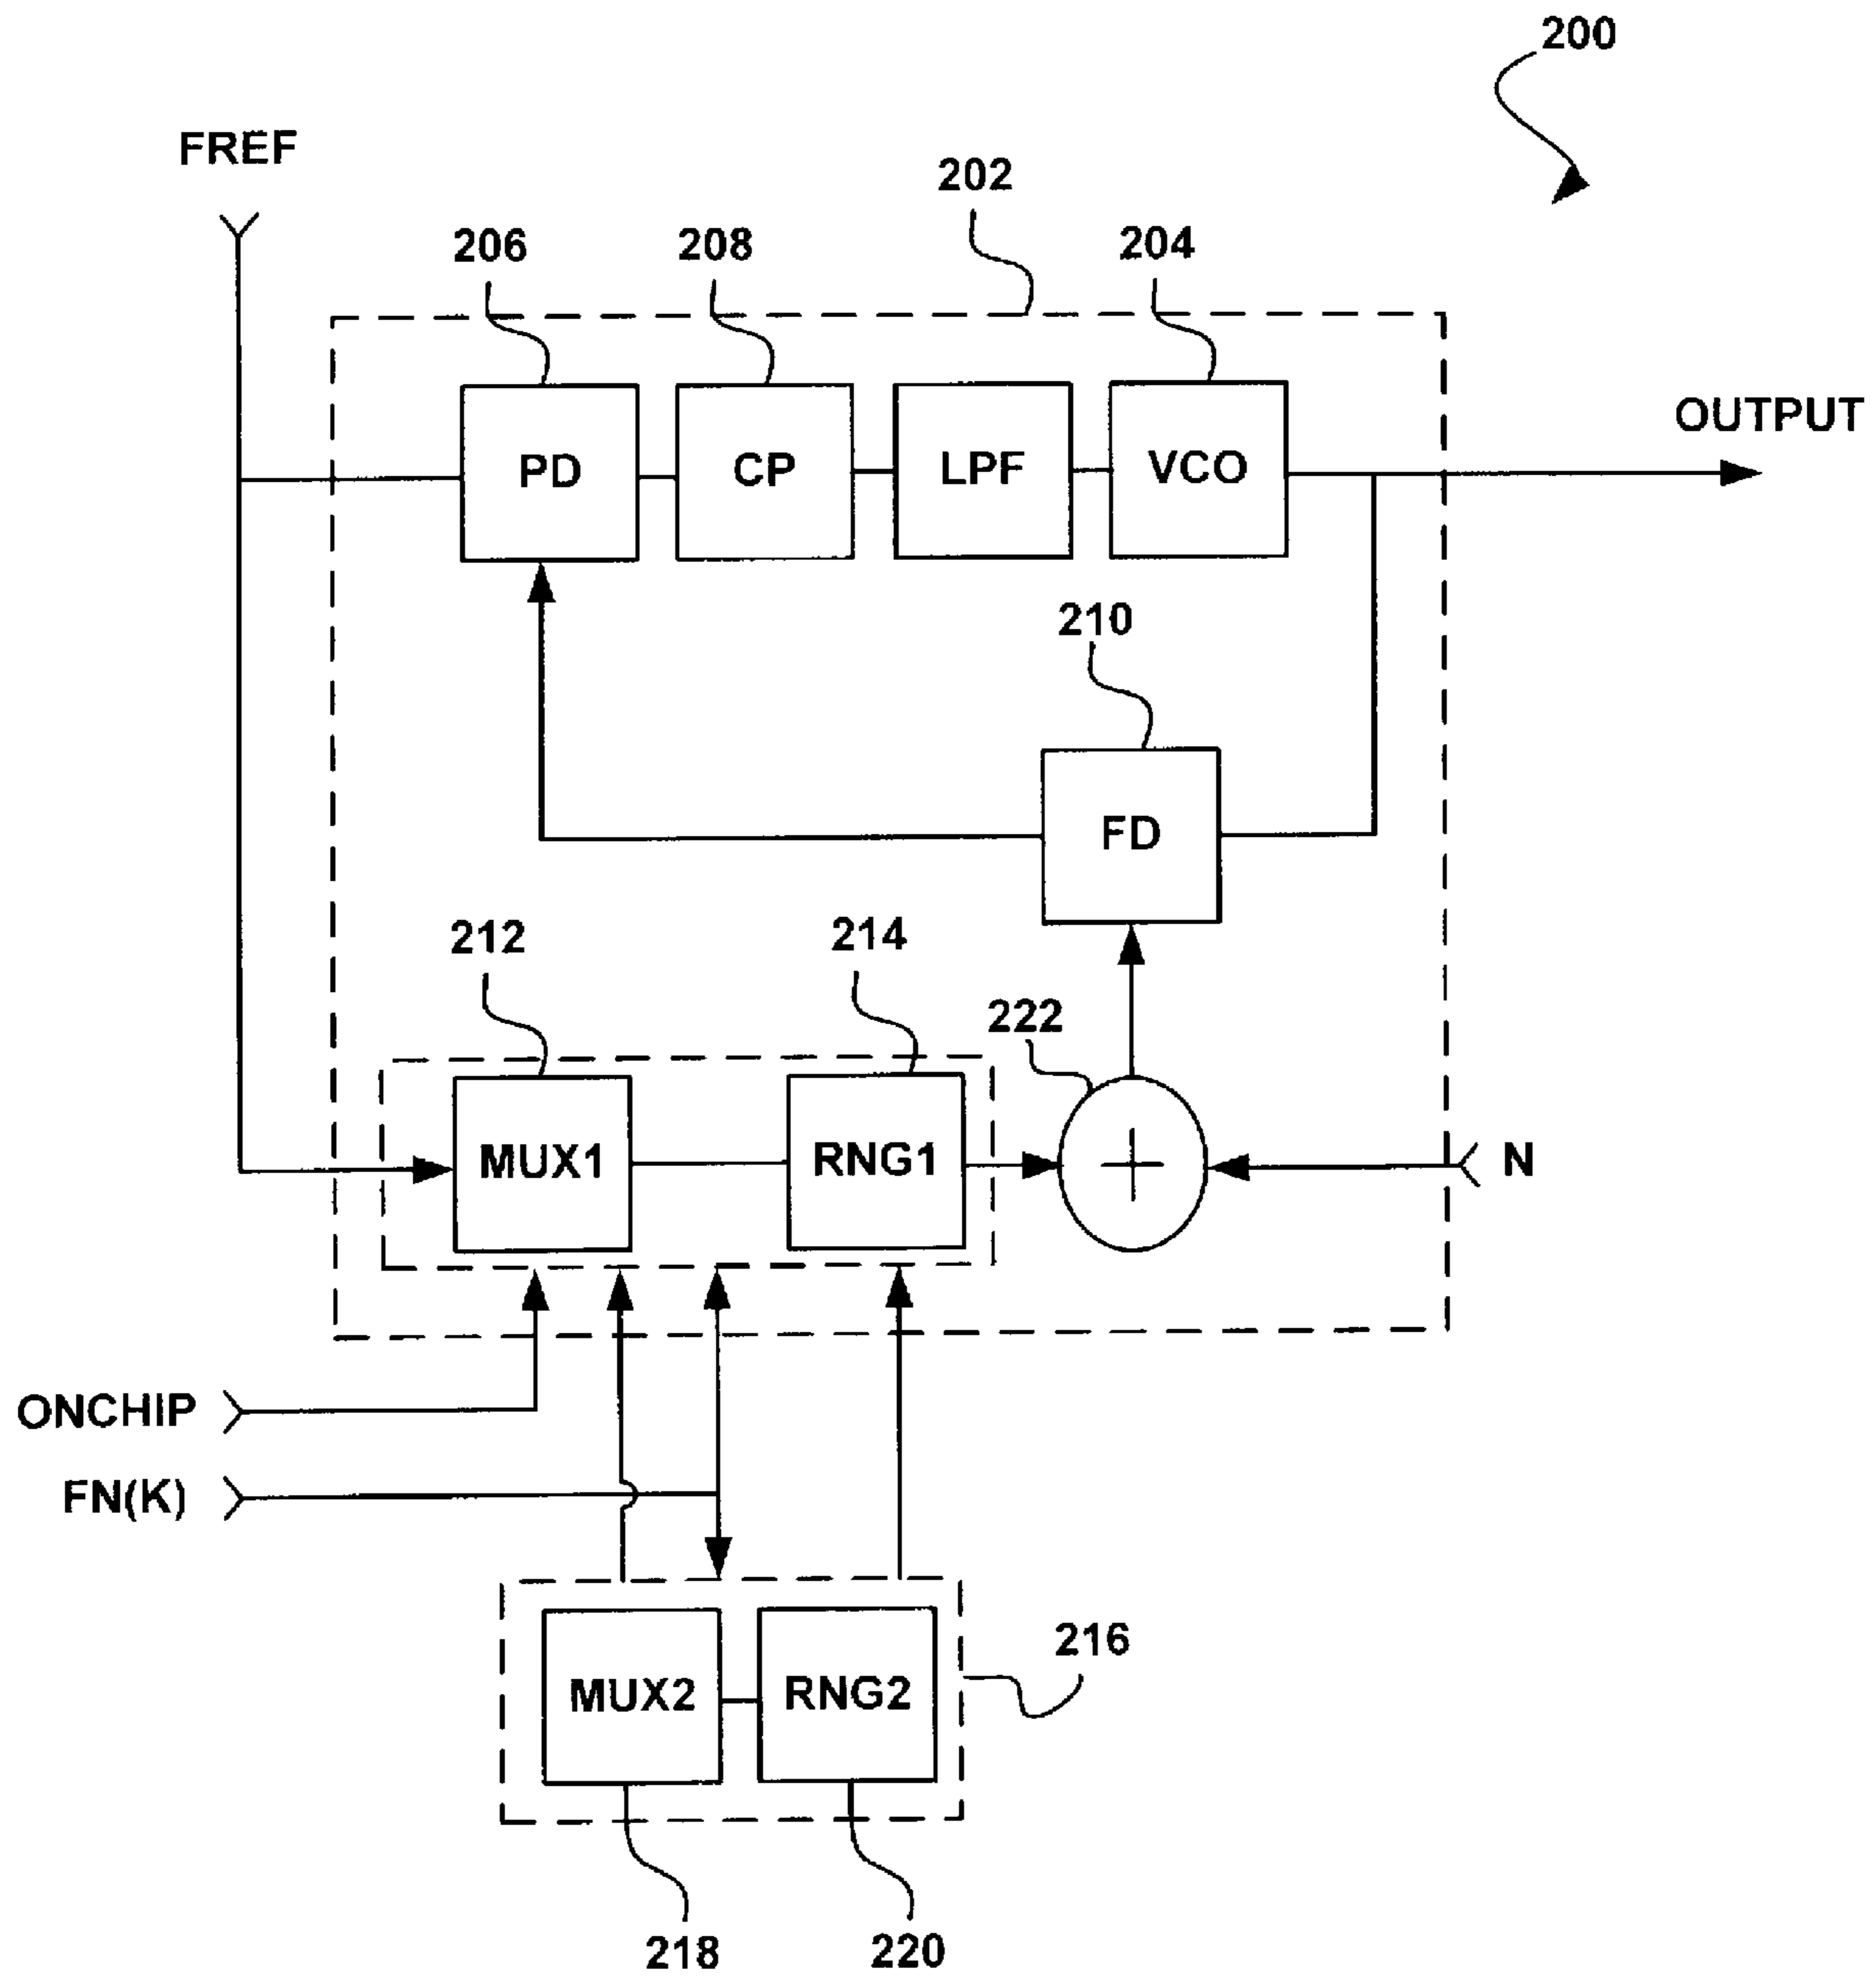 200
FREF
202
206
208
204
OUTPUT
PD
CP
LPF
VCO
210
FD
212
214
222
MUX1
RNG1
N
ONCHIP
FN(K)
216
MUX2
RNG2
218
220